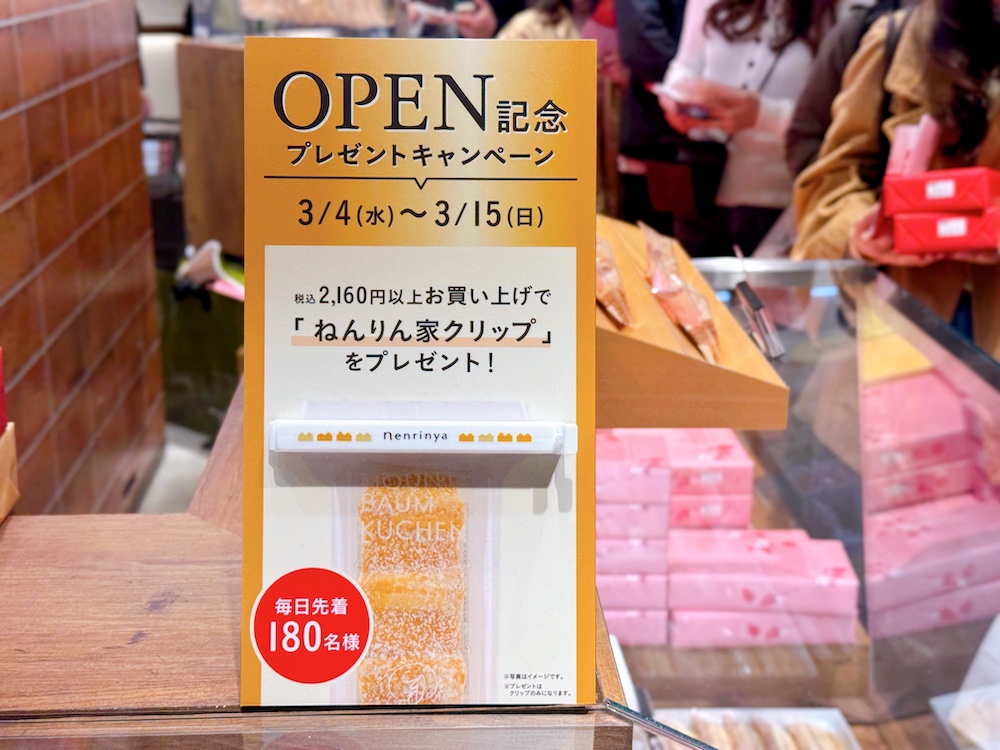 OPEN記念
プレゼントキャンペーン
3/4(水)〜3/15(日)
税込2,160円以上お買い上げで
「ねんりん家クリップ」
をプレゼント!
nenrinya
MOUNT
BAUM
KUCHEN
毎日先着
180名様
※写真はイメージです。
※プレゼントは
クリップのみになります。